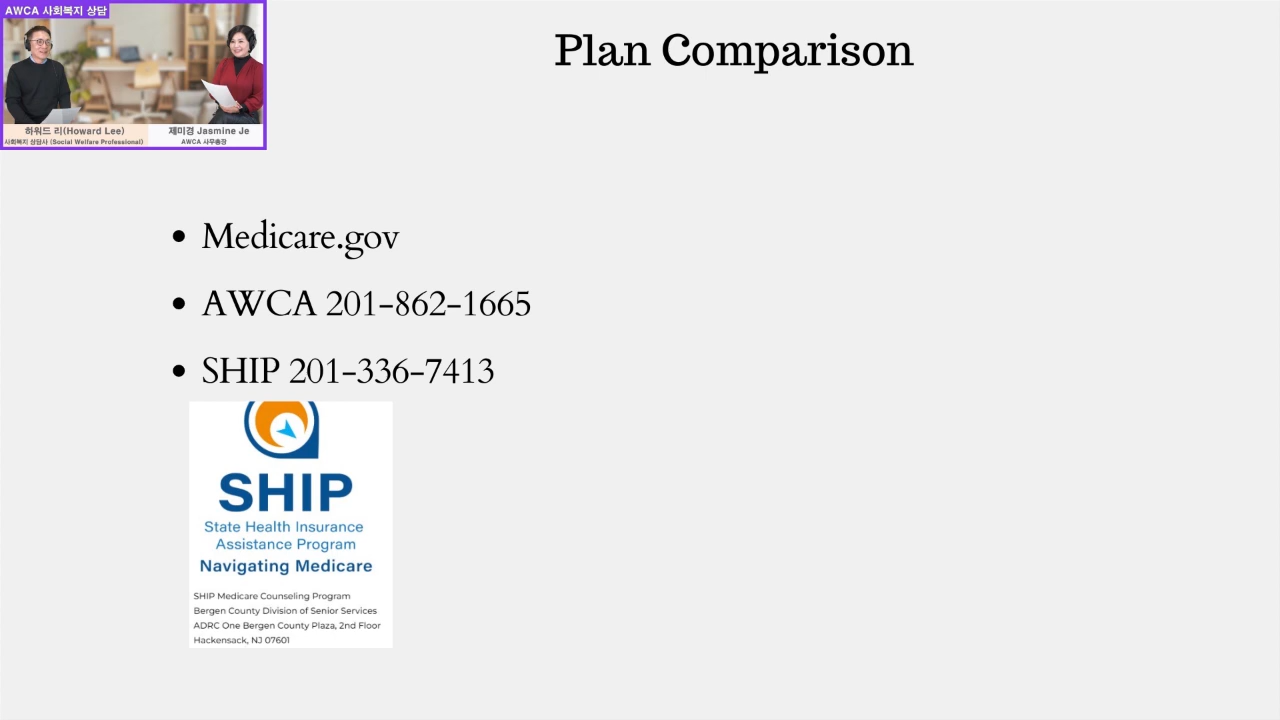 AWCA 사회복지 상담
하워드 리(Howard Lee)
사회복지 상담사 (Social Welfare Professional)
제미경 Jasmine Je
AWCA 사무총장
Plan Comparison
• Medicare.gov
• AWCA 201-862-1665
• SHIP 201-336-7413
SHIP
State Health Insurance
Assistance Program
Navigating Medicare
SHIP Medicare Counseling Program
Bergen County Division of Senior Services
ADRC One Bergen County Plaza, 2nd Floor
Hackensack, NJ 07601